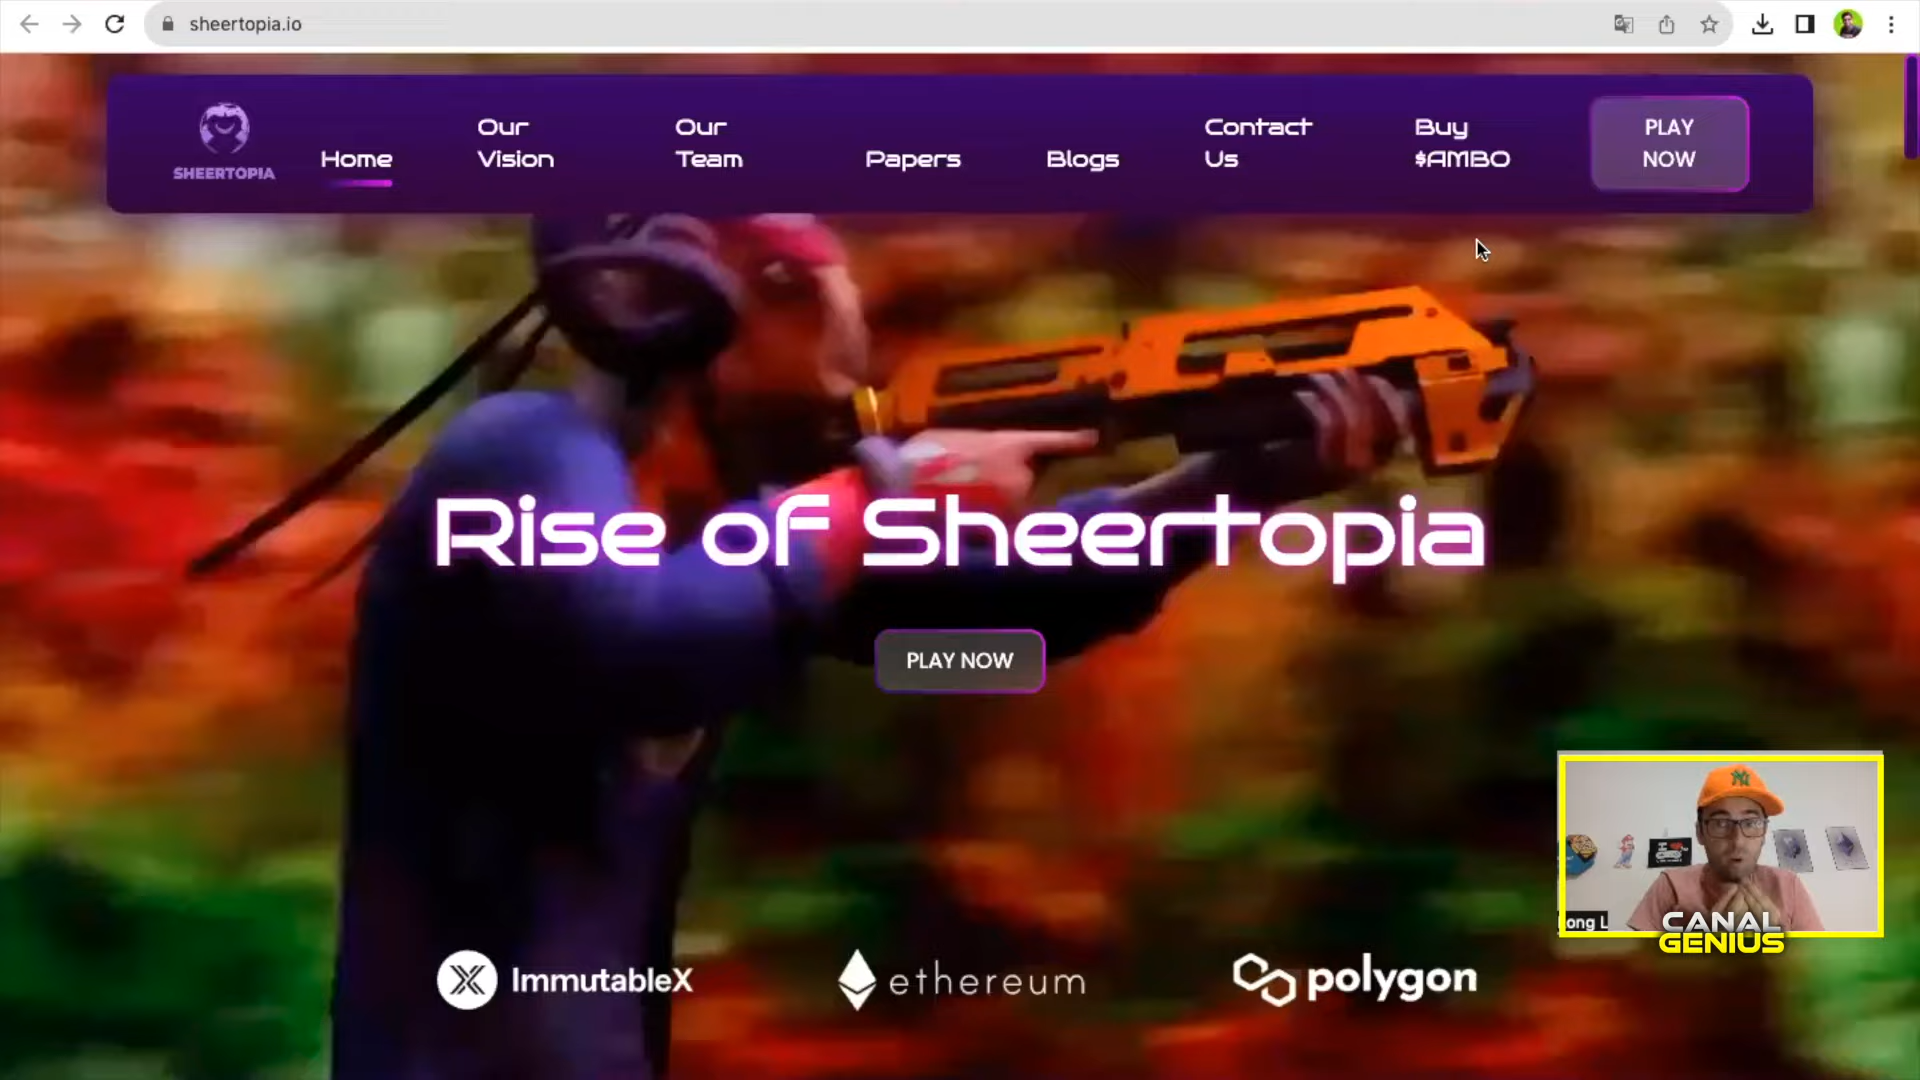 sheertopia.io
SHEERTOPIA
Home
Our
Vision
Our
Team
Papers
Blogs
Contact
Us
Buy
$AMBO
PLAY
NOW
Rise of Sheertopia
PLAY NOW
ImmutableX
ethereum
polygon
ong L
CANAL
GENIUS